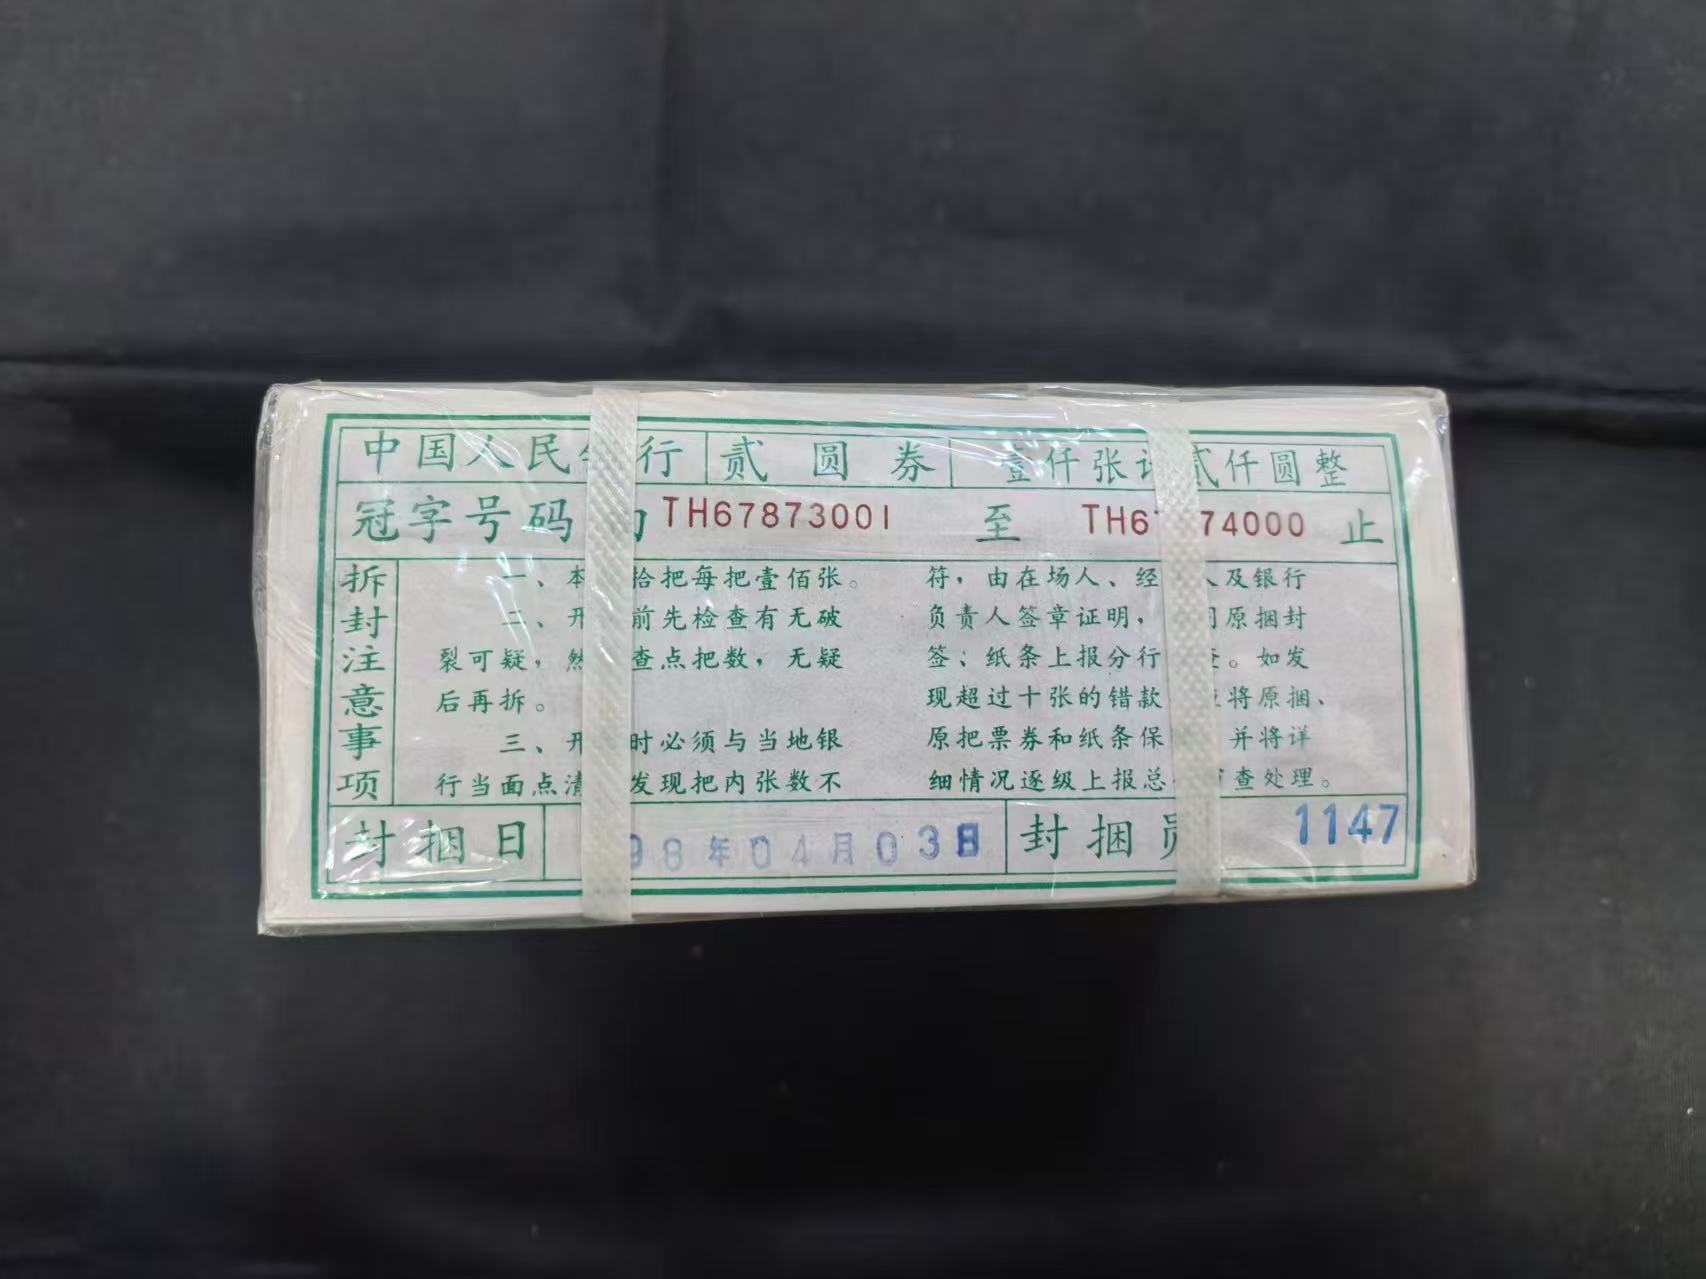 中国人民 行 贰圆券 壹仟张 贰仟圆整
冠字号码 TH67873001 至 TH6 74000 止
拆封注意事项
一、本 拾把每把壹佰张。
二、开 前先检查有无破
裂可疑，然 查点把数，无疑
后再拆。
三、开 时必须与当地银
行当面点清 发现把内张数不
符，由在场人、经 人及银行
负责人签章证明， 同原捆封
签、纸条上报分行 查。如发
现超过十张的错款 应将原捆、
原把票券和纸条保 并将详
细情况逐级上报总 审查处理。
封捆日 98年04月03日 封捆员 1147